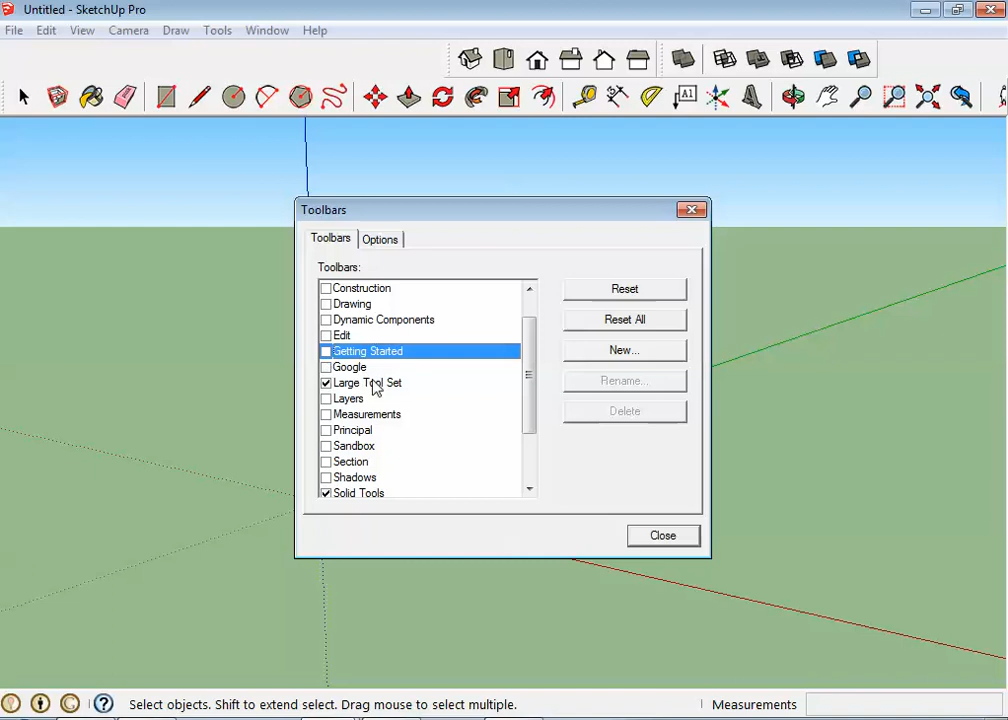 Untitled - SketchUp Pro
File Edit View Camera Draw Tools Window Help
A1
Toolbars
Toolbars Options
Toolbars:
Construction
Drawing
Dynamic Components
Edit
Getting Started
Google
Large Tool Set
Layers
Measurements
Principal
Sandbox
Section
Shadows
Solid Tools
Reset
Reset All
New...
Rename...
Delete
Close
Select objects. Shift to extend select. Drag mouse to select multiple. Measurements